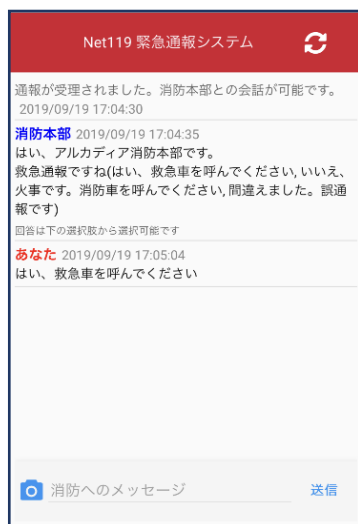 Net119 緊急通報システム
通報が受理されました。消防本部との会話が可能です。
2019/09/19 17:04:30
消防本部 2019/09/19 17:04:35
はい、アルカディア消防本部です。
救急通報ですね(はい、救急車を呼んでください, いいえ、
火事です。消防車を呼んでください, 間違えました。誤通
報です)
回答は下の選択肢から選択可能です
あなた 2019/09/19 17:05:04
はい、救急車を呼んでください
消防へのメッセージ
送信